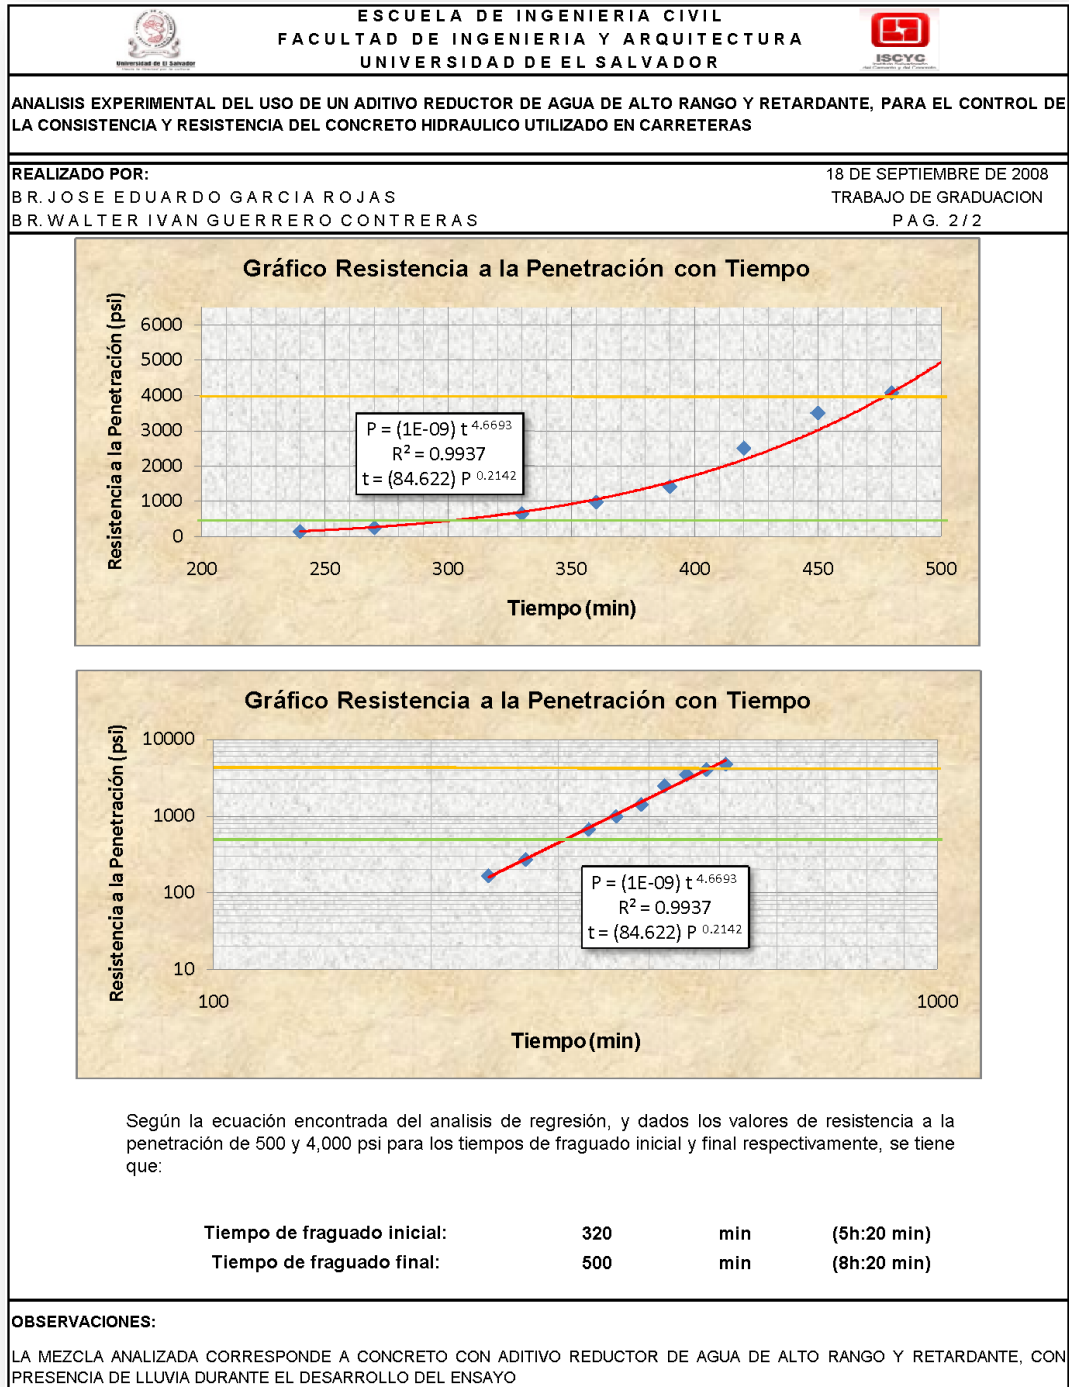 ESCUELA DE INGENIERIA CIVIL
FACULTAD DE INGENIERIA Y ARQUITECTURA
UNIVERSIDAD DE EL SALVADOR
Universidad de El Salvador
ISCYC
ANALISIS EXPERIMENTAL DEL USO DE UN ADITIVO REDUCTOR DE AGUA DE ALTO RANGO Y RETARDANTE, PARA EL CONTROL DE
LA CONSISTENCIA Y RESISTENCIA DEL CONCRETO HIDRAULICO UTILIZADO EN CARRETERAS
REALIZADO POR:
18 DE SEPTIEMBRE DE 2008
BR. JOSE EDUARDO GARCIA ROJAS
TRABAJO DE GRADUACION
BR. WALTER IVAN GUERRERO CONTRERAS
PAG. 2/2
Gráfico Resistencia a la Penetración con Tiempo
Resistencia a la Penetración (psi)
6000
5000
4000
3000
2000
1000
0
P = (1E-09) t 4.6693
R² = 0.9937
t = (84.622) P 0.2142
200 250 300 350 400 450 500
Tiempo (min)
Gráfico Resistencia a la Penetración con Tiempo
Resistencia a la Penetración (psi)
10000
1000
100
10
P = (1E-09) t 4.6693
R² = 0.9937
t = (84.622) P 0.2142
100 1000
Tiempo (min)
Según la ecuación encontrada del analisis de regresión, y dados los valores de resistencia a la
penetración de 500 y 4,000 psi para los tiempos de fraguado inicial y final respectivamente, se tiene
que:
Tiempo de fraguado inicial: 320 min (5h:20 min)
Tiempo de fraguado final: 500 min (8h:20 min)
OBSERVACIONES:
LA MEZCLA ANALIZADA CORRESPONDE A CONCRETO CON ADITIVO REDUCTOR DE AGUA DE ALTO RANGO Y RETARDANTE, CON
PRESENCIA DE LLUVIA DURANTE EL DESARROLLO DEL ENSAYO